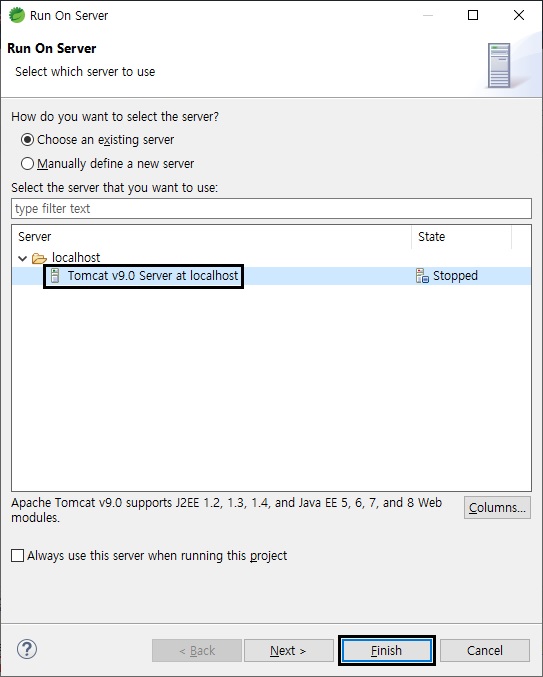 Run On Server
Run On Server
Select which server to use
How do you want to select the server?
Choose an existing server
Manually define a new server
Select the server that you want to use:
type filter text
Server State
localhost
Tomcat v9.0 Server at localhost Stopped
Apache Tomcat v9.0 supports J2EE 1.2, 1.3, 1.4, and Java EE 5, 6, 7, and 8 Web
modules.
Columns...
Always use this server when running this project
? < Back Next > Finish Cancel